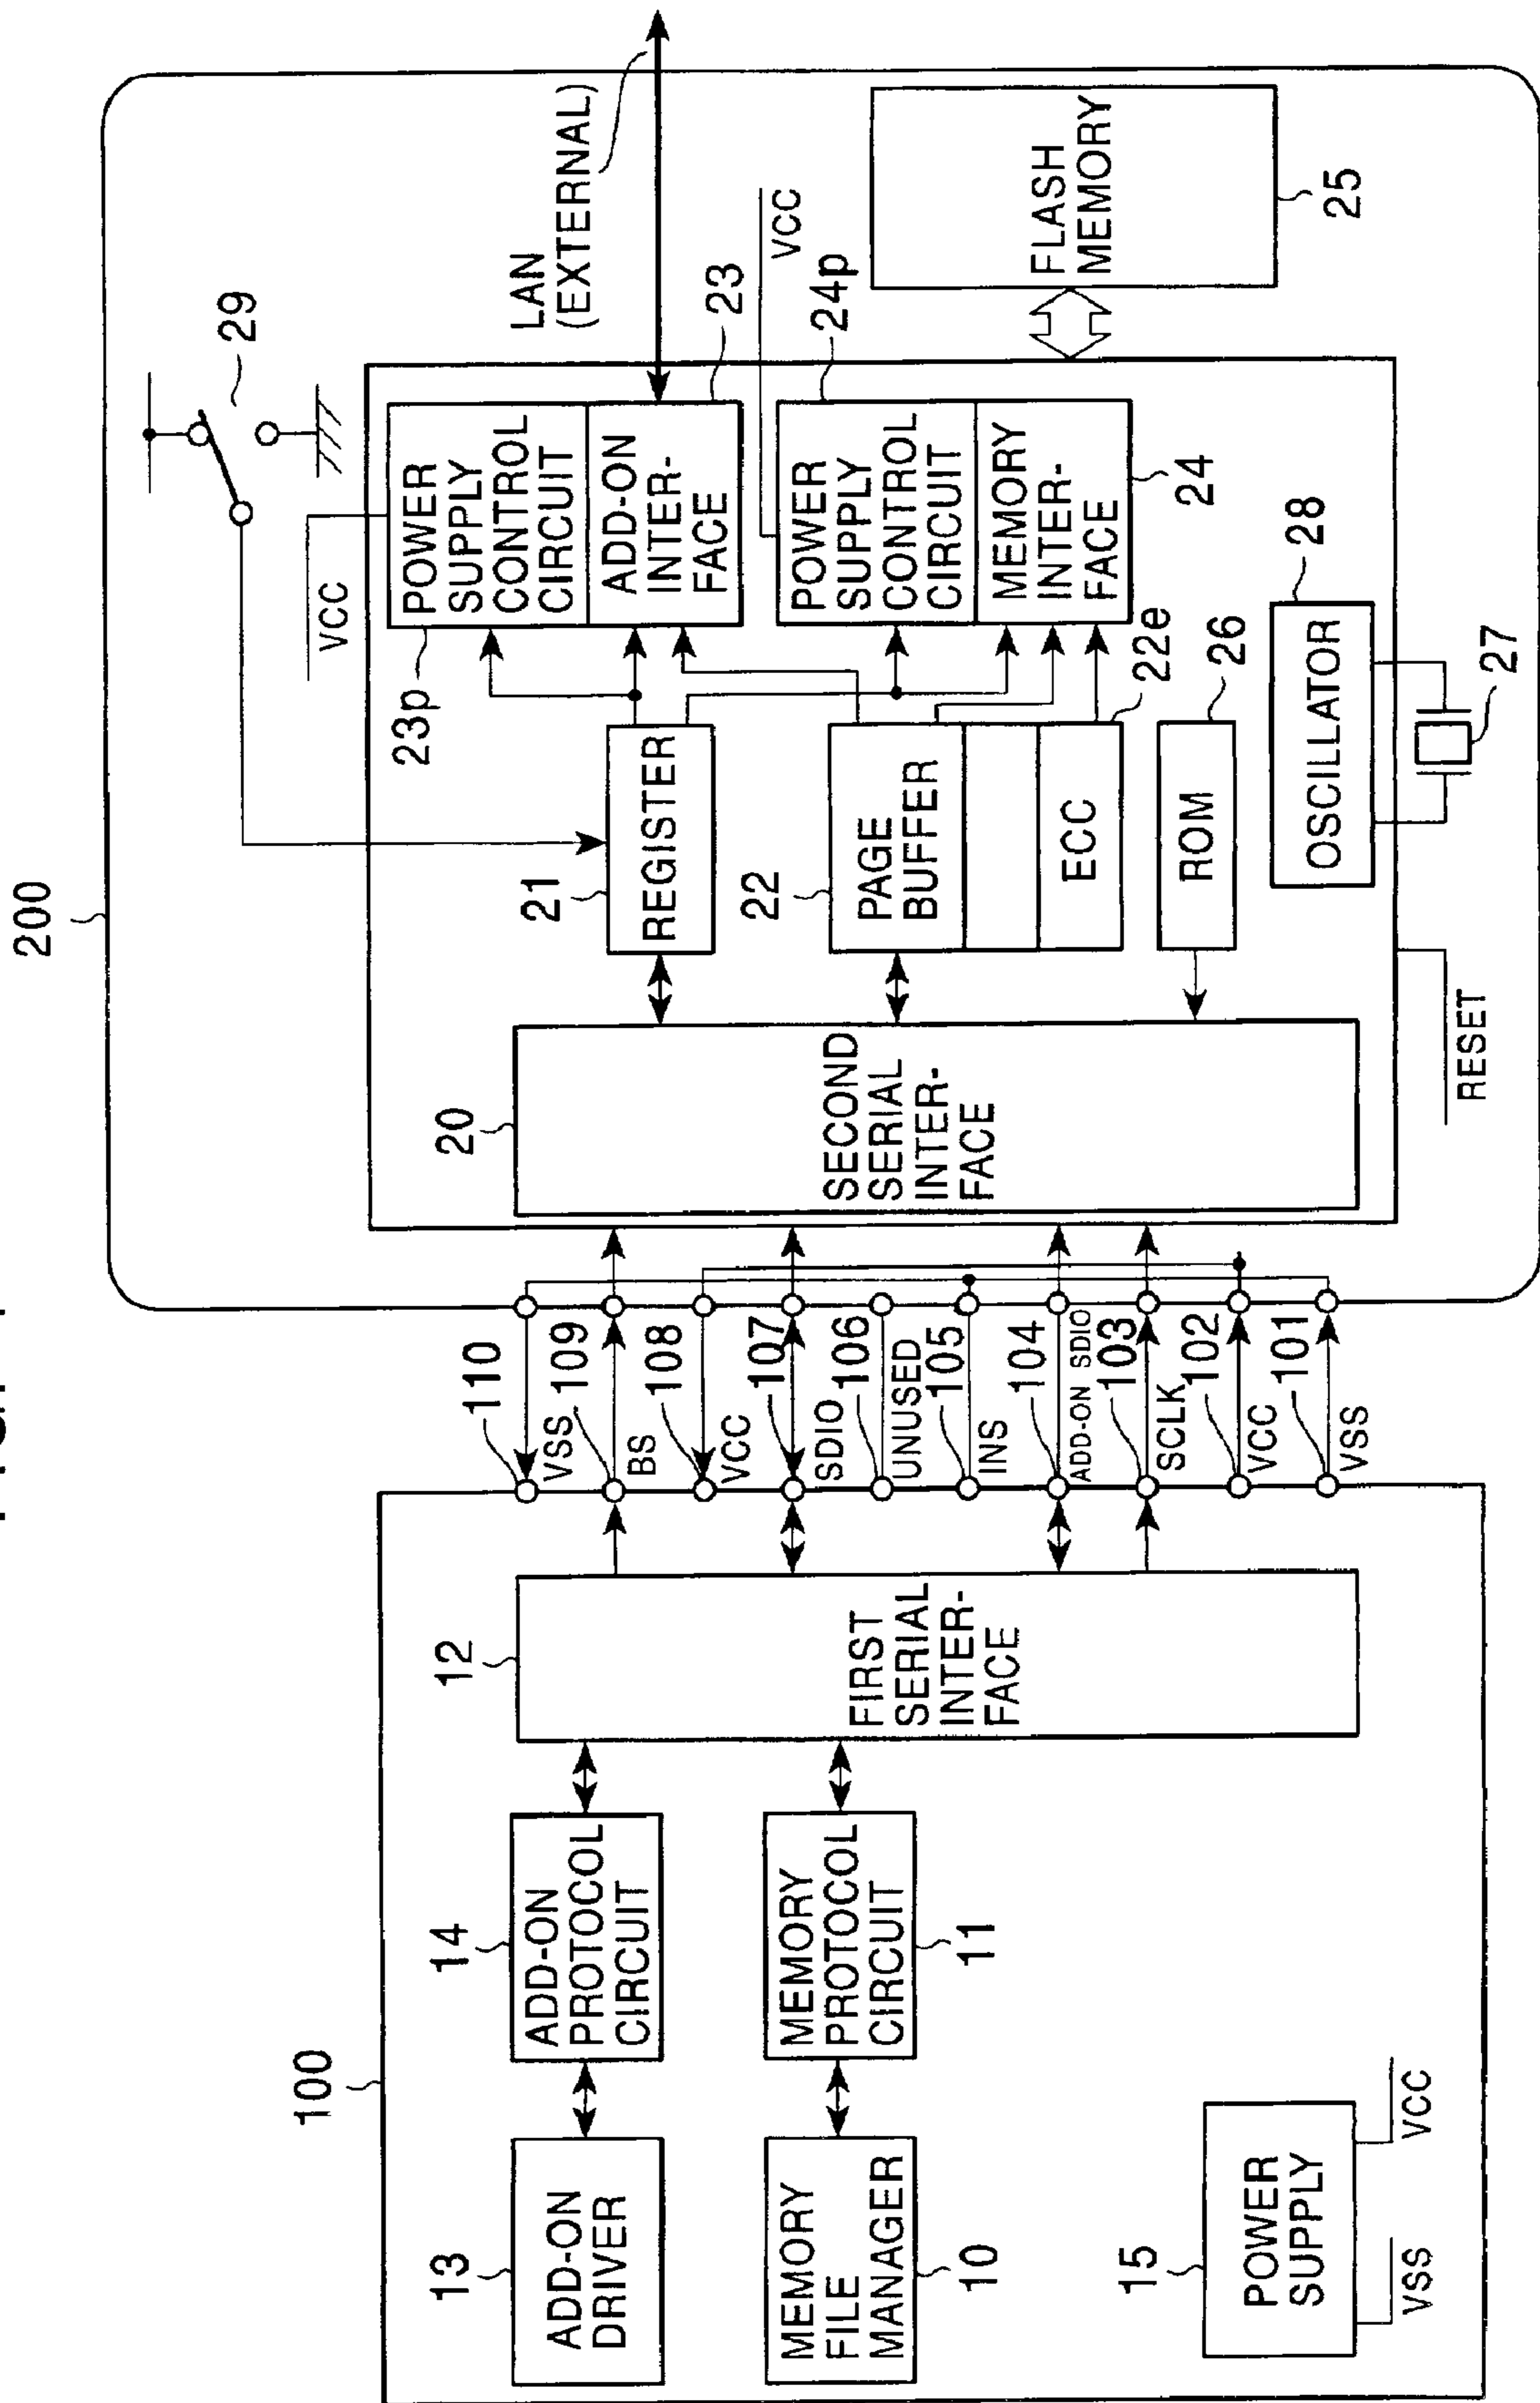 200
29
LAN
(EXTERNAL)
VCC
23p
POWER
SUPPLY
CONTROL
CIRCUIT
ADD-ON
INTER-
FACE
23
VCC
24p
POWER
SUPPLY
CONTROL
CIRCUIT
MEMORY
INTER-
FACE
24
FLASH
MEMORY
25
21
REGISTER
22
PAGE
BUFFER
ECC
22e
ROM
26
OSCILLATOR
28
27
RESET
20
SECOND
SERIAL
INTER-
FACE
110
VSS
109
BS
108
VCC
107
SDIO
106
UNUSED
105
INS
104
ADD-ON SDIO
103
SCLK
102
VCC
101
VSS
100
12
FIRST
SERIAL
INTER-
FACE
14
ADD-ON
PROTOCOL
CIRCUIT
MEMORY
PROTOCOL
CIRCUIT
11
13
ADD-ON
DRIVER
MEMORY
FILE
MANAGER
10
15
POWER
SUPPLY
VSS
VCC